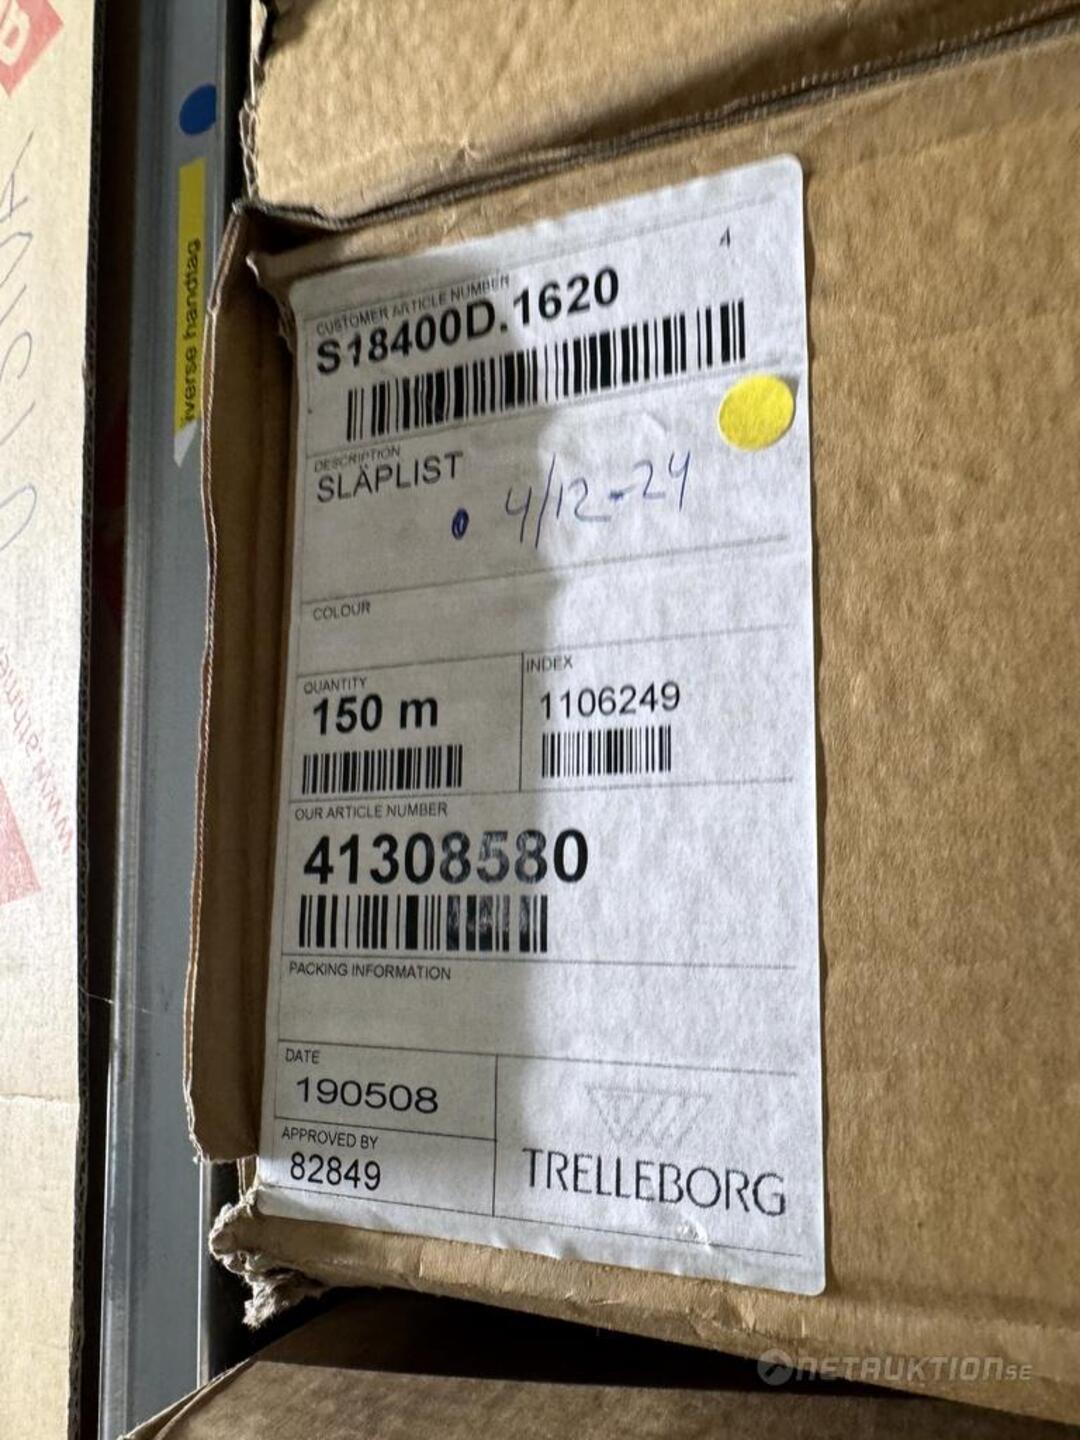 4
CUSTOMER ARTICLE NUMBER
S18400D.1620
DESCRIPTION
SLÄPLIST
4/12-24
COLOUR
QUANTITY
150 m
INDEX
1106249
OUR ARTICLE NUMBER
41308580
PACKING INFORMATION
DATE
190508
APPROVED BY
82849
TRELLEBORG
iverse handtag
NETAUKTION.SE